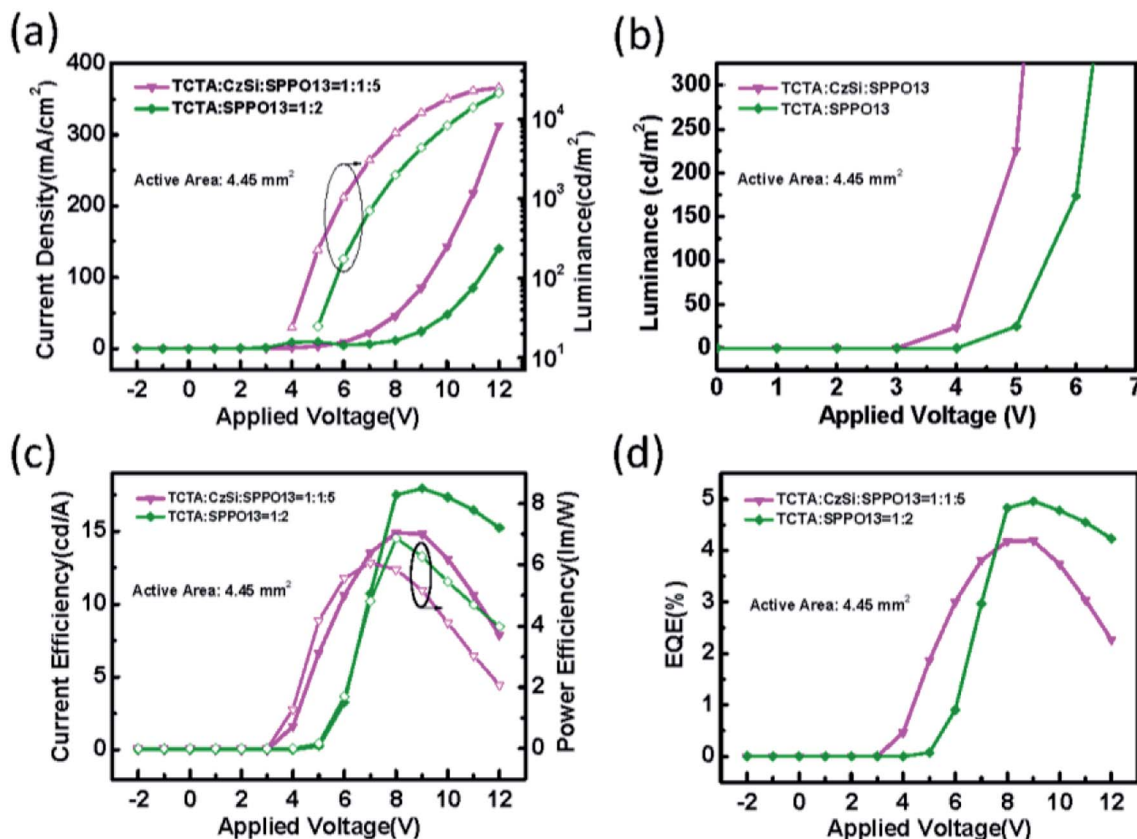 (a)
400
300
200
100
0
Current Density(mA/cm²)
TCTA:CzSi:SPPO13=1:1:5
TCTA:SPPO13=1:2
Active Area: 4.45 mm²
10⁴
10³
10²
10¹
Luminance(cd/m²)
-2 0 2 4 6 8 10 12
Applied Voltage(V)
(b)
300
250
200
150
100
50
0
Luminance (cd/m²)
TCTA:CzSi:SPPO13
TCTA:SPPO13
Active Area: 4.45 mm²
0 1 2 3 4 5 6 7
Applied Voltage (V)
(c)
15
10
5
0
Current Efficiency(cd/A)
TCTA:CzSi:SPPO13=1:1:5
TCTA:SPPO13=1:2
Active Area: 4.45 mm²
8
6
4
2
0
Power Efficiency(lm/W)
-2 0 2 4 6 8 10 12
Applied Voltage(V)
(d)
5
4
3
2
1
0
EQE(%)
TCTA:CzSi:SPPO13=1:1:5
TCTA:SPPO13=1:2
Active Area: 4.45 mm²
-2 0 2 4 6 8 10 12
Applied Voltage(V)